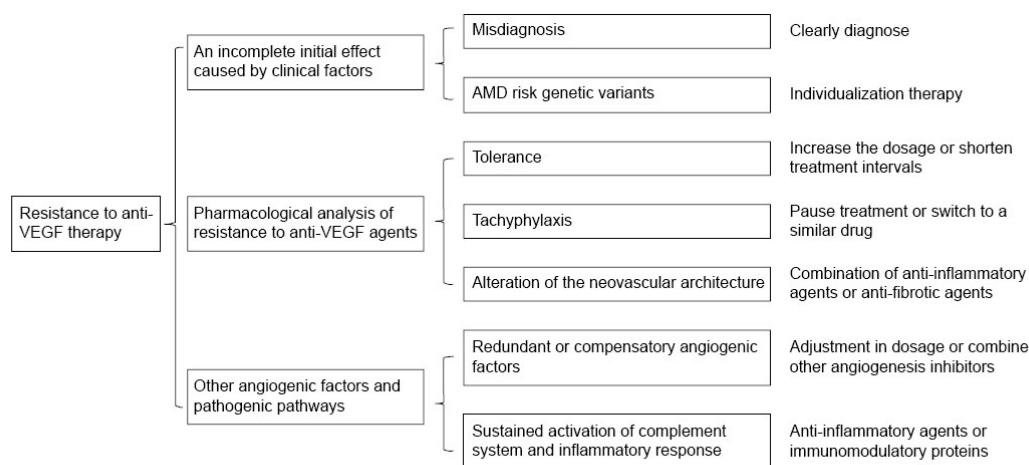 Resistance to anti-
VEGF therapy
An incomplete initial effect
caused by clinical factors
Misdiagnosis
Clearly diagnose
AMD risk genetic variants
Individualization therapy
Pharmacological analysis of
resistance to anti-VEGF agents
Tolerance
Increase the dosage or shorten
treatment intervals
Tachyphylaxis
Pause treatment or switch to a
similar drug
Alteration of the neovascular architecture
Combination of anti-inflammatory
agents or anti-fibrotic agents
Other angiogenic factors and
pathogenic pathways
Redundant or compensatory angiogenic
factors
Adjustment in dosage or combine
other angiogenesis inhibitors
Sustained activation of complement
system and inflammatory response
Anti-inflammatory agents or
immunomodulatory proteins